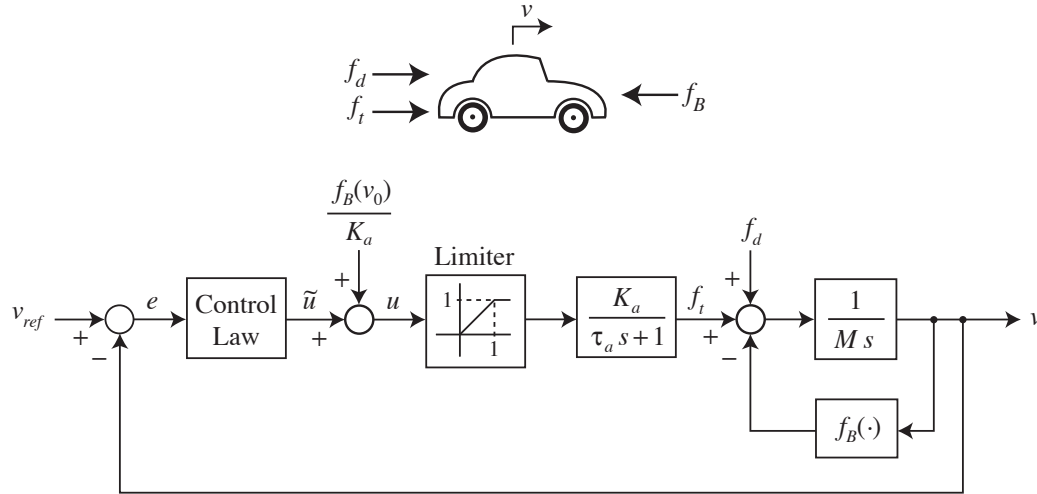 v
f_d
f_t
f_B
f_B(v_0)
K_a
f_d
Limiter
+
+
v_ref
e
Control
Law
ũ
u
1
1
K_a
τ_a s + 1
f_t
1
M s
v
+
−
+
+
−
f_B(·)